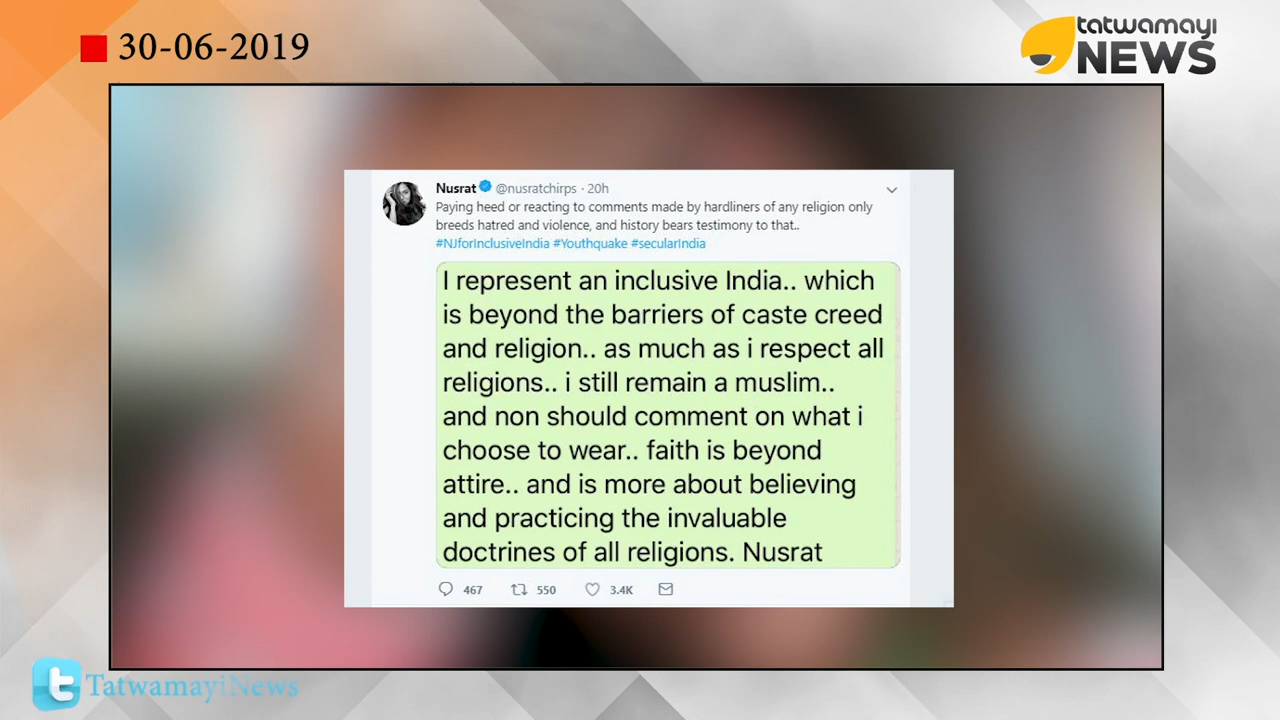 30-06-2019
tatwamayi
NEWS
Nusrat @nusratchirps · 20h
Paying heed or reacting to comments made by hardliners of any religion only
breeds hatred and violence, and history bears testimony to that..
#NJforInclusiveIndia #Youthquake #secularIndia
I represent an inclusive India.. which
is beyond the barriers of caste creed
and religion.. as much as i respect all
religions.. i still remain a muslim..
and non should comment on what i
choose to wear.. faith is beyond
attire.. and is more about believing
and practicing the invaluable
doctrines of all religions. Nusrat
467 550 3.4K
TatwamayiNews